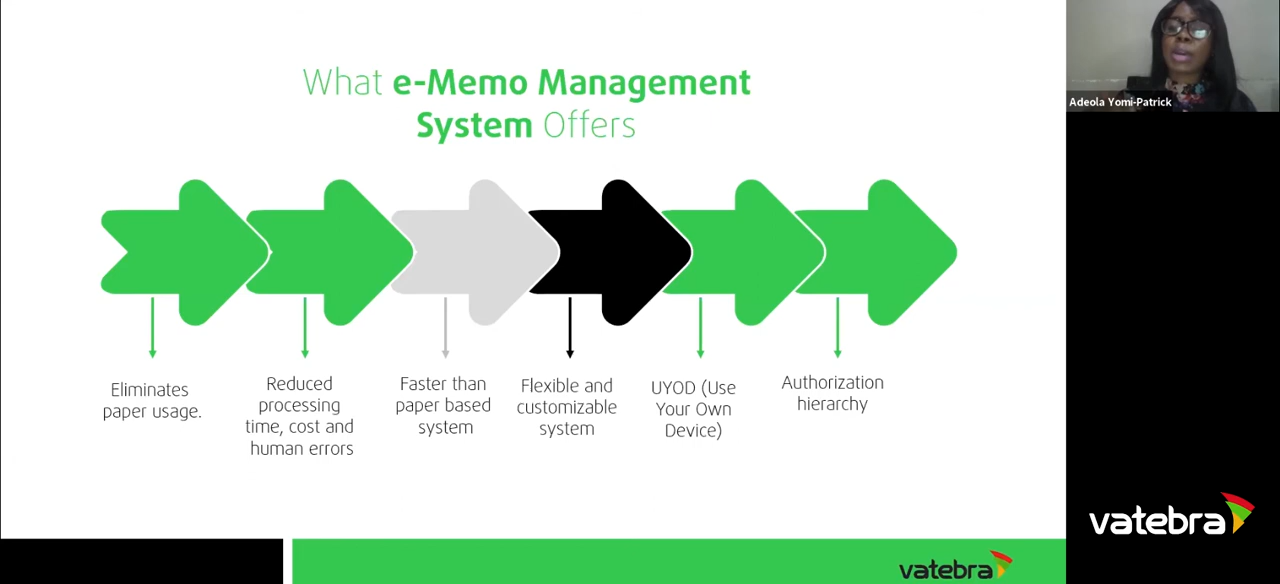 What e-Memo Management
System Offers
Eliminates
paper usage.
Reduced
processing
time, cost and
human errors
Faster than
paper based
system
Flexible and
customizable
system
UYOD (Use
Your Own
Device)
Authorization
hierarchy
vatebra
Adeola Yomi-Patrick
vatebra